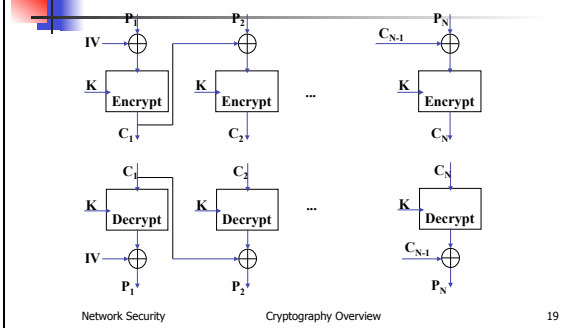 P1 P2 PN
IV CN-1
K K K
Encrypt Encrypt ... Encrypt
C1 C2 CN
C1 C2 CN
K K K
Decrypt Decrypt ... Decrypt
IV CN-1
P1 P2 PN
Network Security Cryptography Overview 19